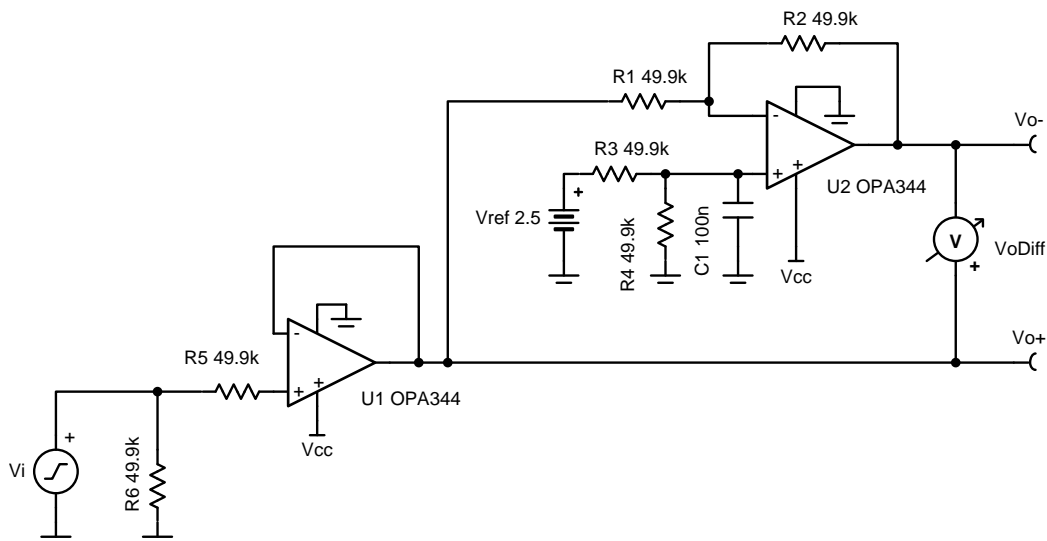 R2 49.9k
R1 49.9k
Vo-
-
R3 49.9k
+
+
+
U2 OPA344
Vref 2.5
R4 49.9k
C1 100n
Vcc
V
VoDiff
+
-
Vo+
R5 49.9k
+
+
U1 OPA344
Vcc
+
Vi
R6 49.9k